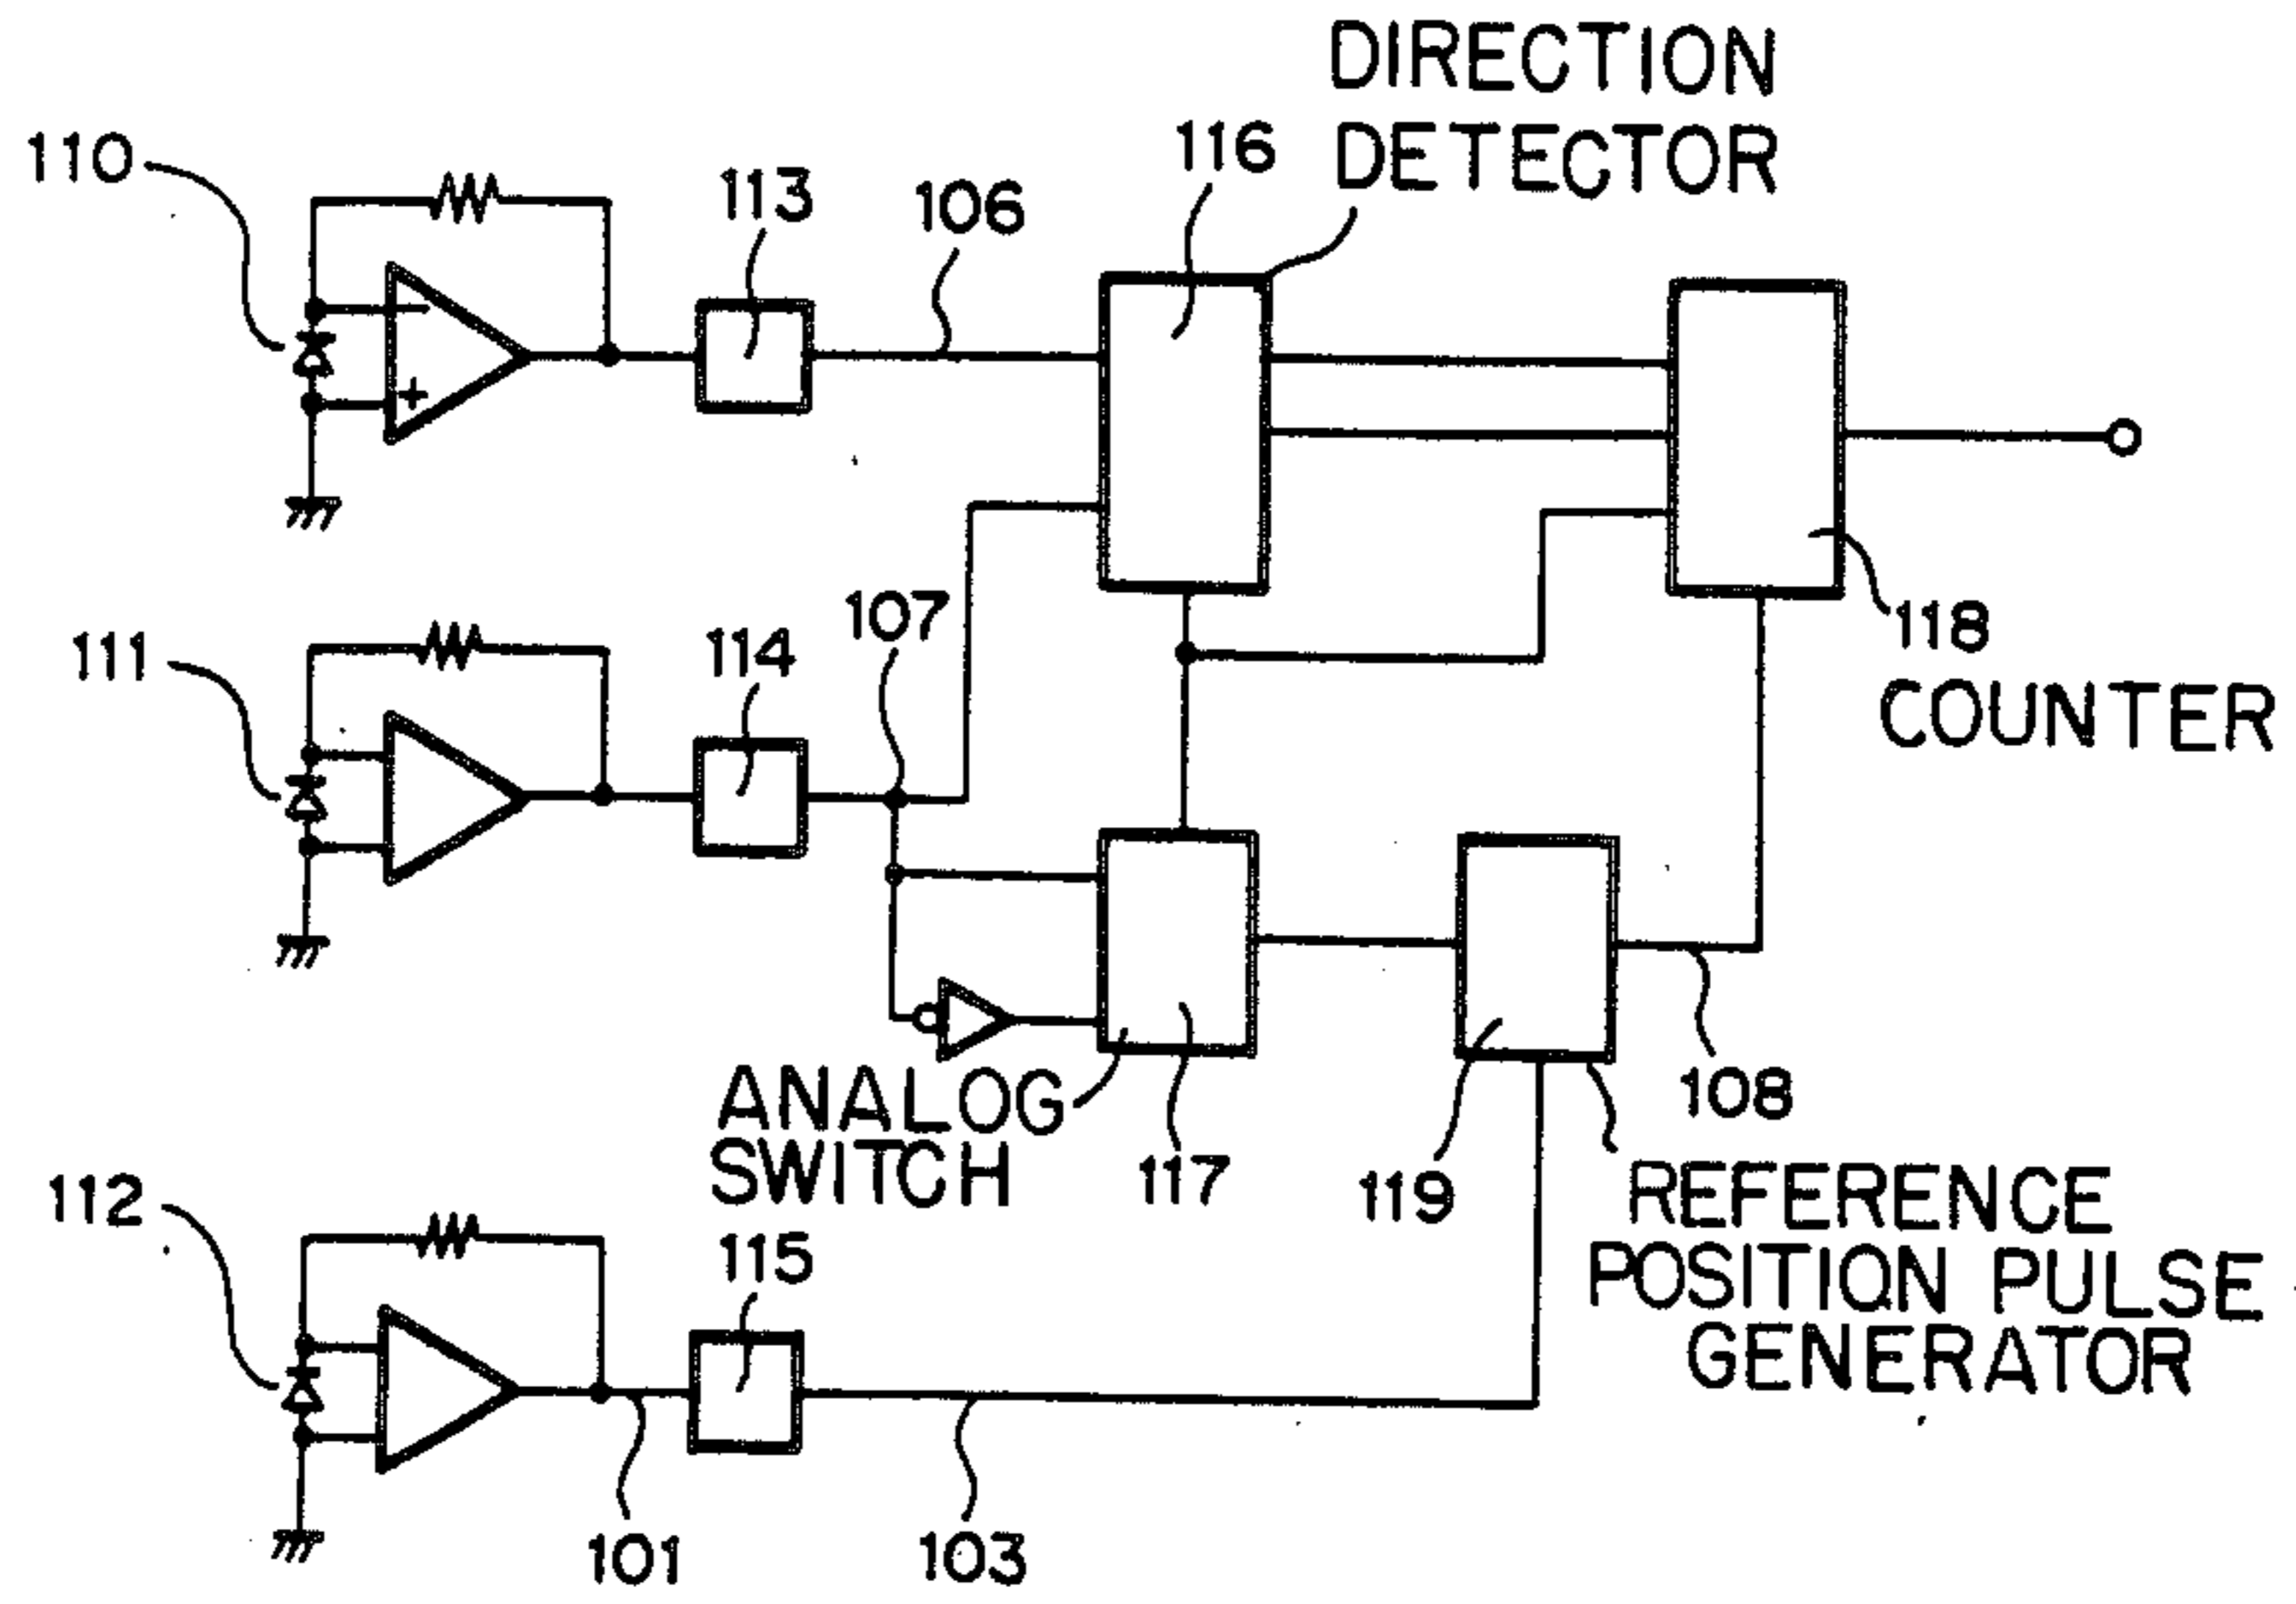 DIRECTION
DETECTOR
110
113
106
116
111
114
107
118
COUNTER
ANALOG
SWITCH
117
119
108
REFERENCE
POSITION PULSE
GENERATOR
112
115
101
103